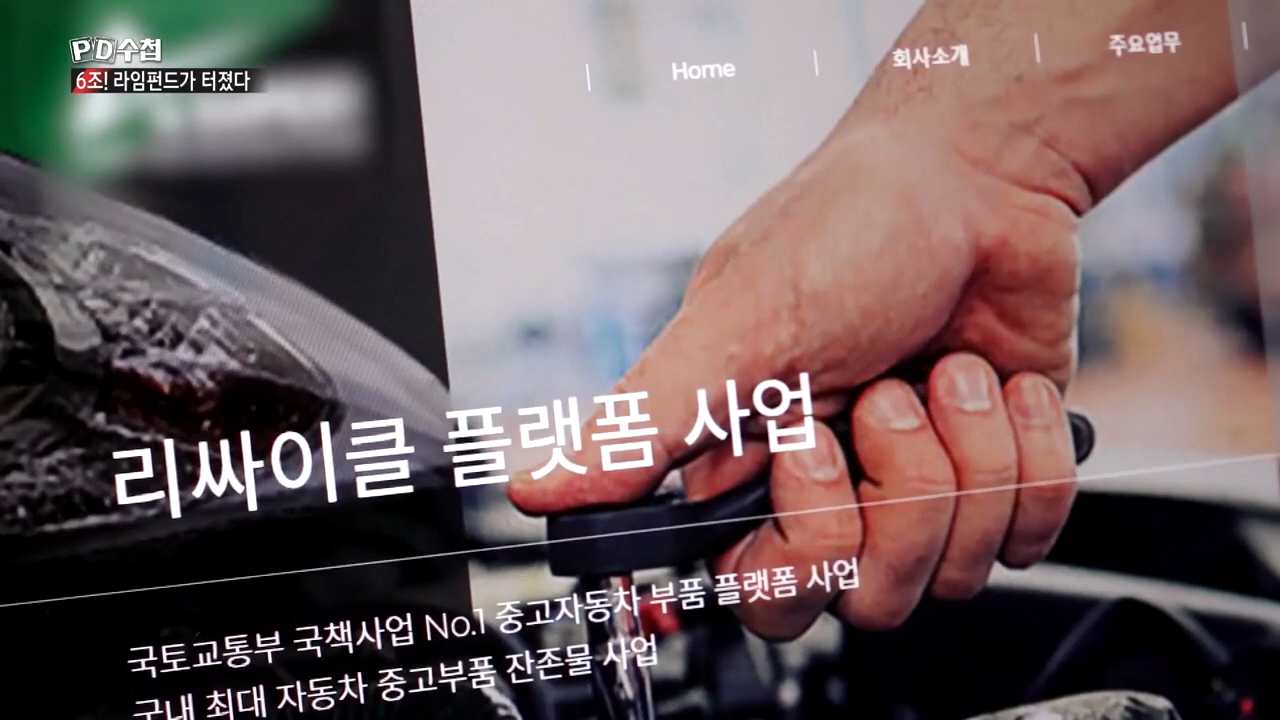 PD수첩
6조! 라임펀드가 터졌다
Home
회사소개
주요업무
리싸이클 플랫폼 사업
국토교통부 국책사업 No.1 중고자동차 부품 플랫폼 사업
국내 최대 자동차 중고부품 잔존물 사업